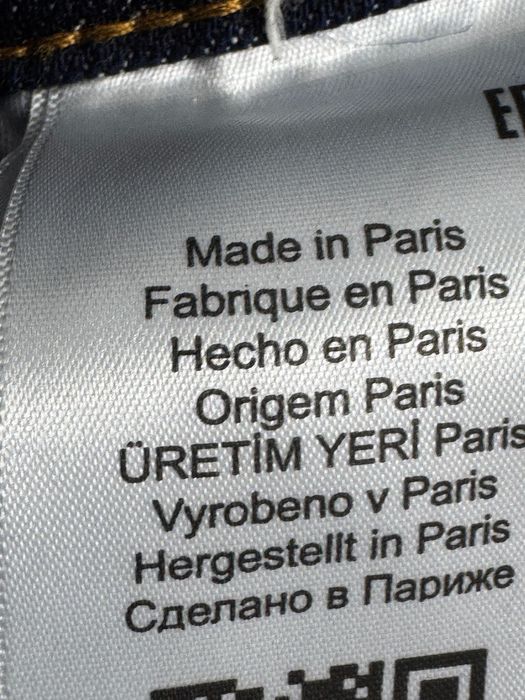 Made in Paris
Fabrique en Paris
Hecho en Paris
Origem Paris
ÜRETİM YERİ Paris
Vyrobeno v Paris
Hergestellt in Paris
Сделано в Париже